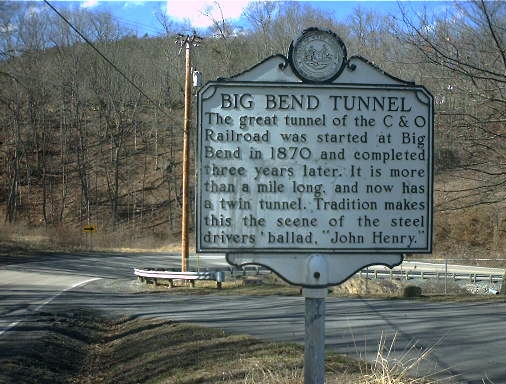 BIG BEND TUNNEL
The great tunnel of the C & O
Railroad was started at Big
Bend in 1870 and completed
three years later. It is more
than a mile long, and now has
a twin tunnel. Tradition makes
this the scene of the steel
drivers' ballad, "John Henry."